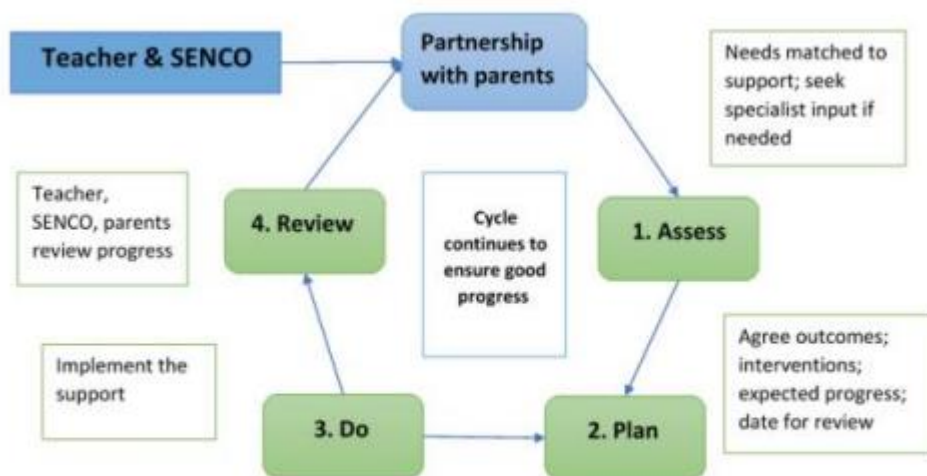 Teacher & SENCO
Partnership
with parents
Needs matched to
support; seek
specialist input if
needed
Teacher,
SENCO, parents
review progress
4. Review
Cycle
continues to
ensure good
progress
1. Assess
Implement the
support
3. Do
2. Plan
Agree outcomes;
interventions;
expected progress;
date for review